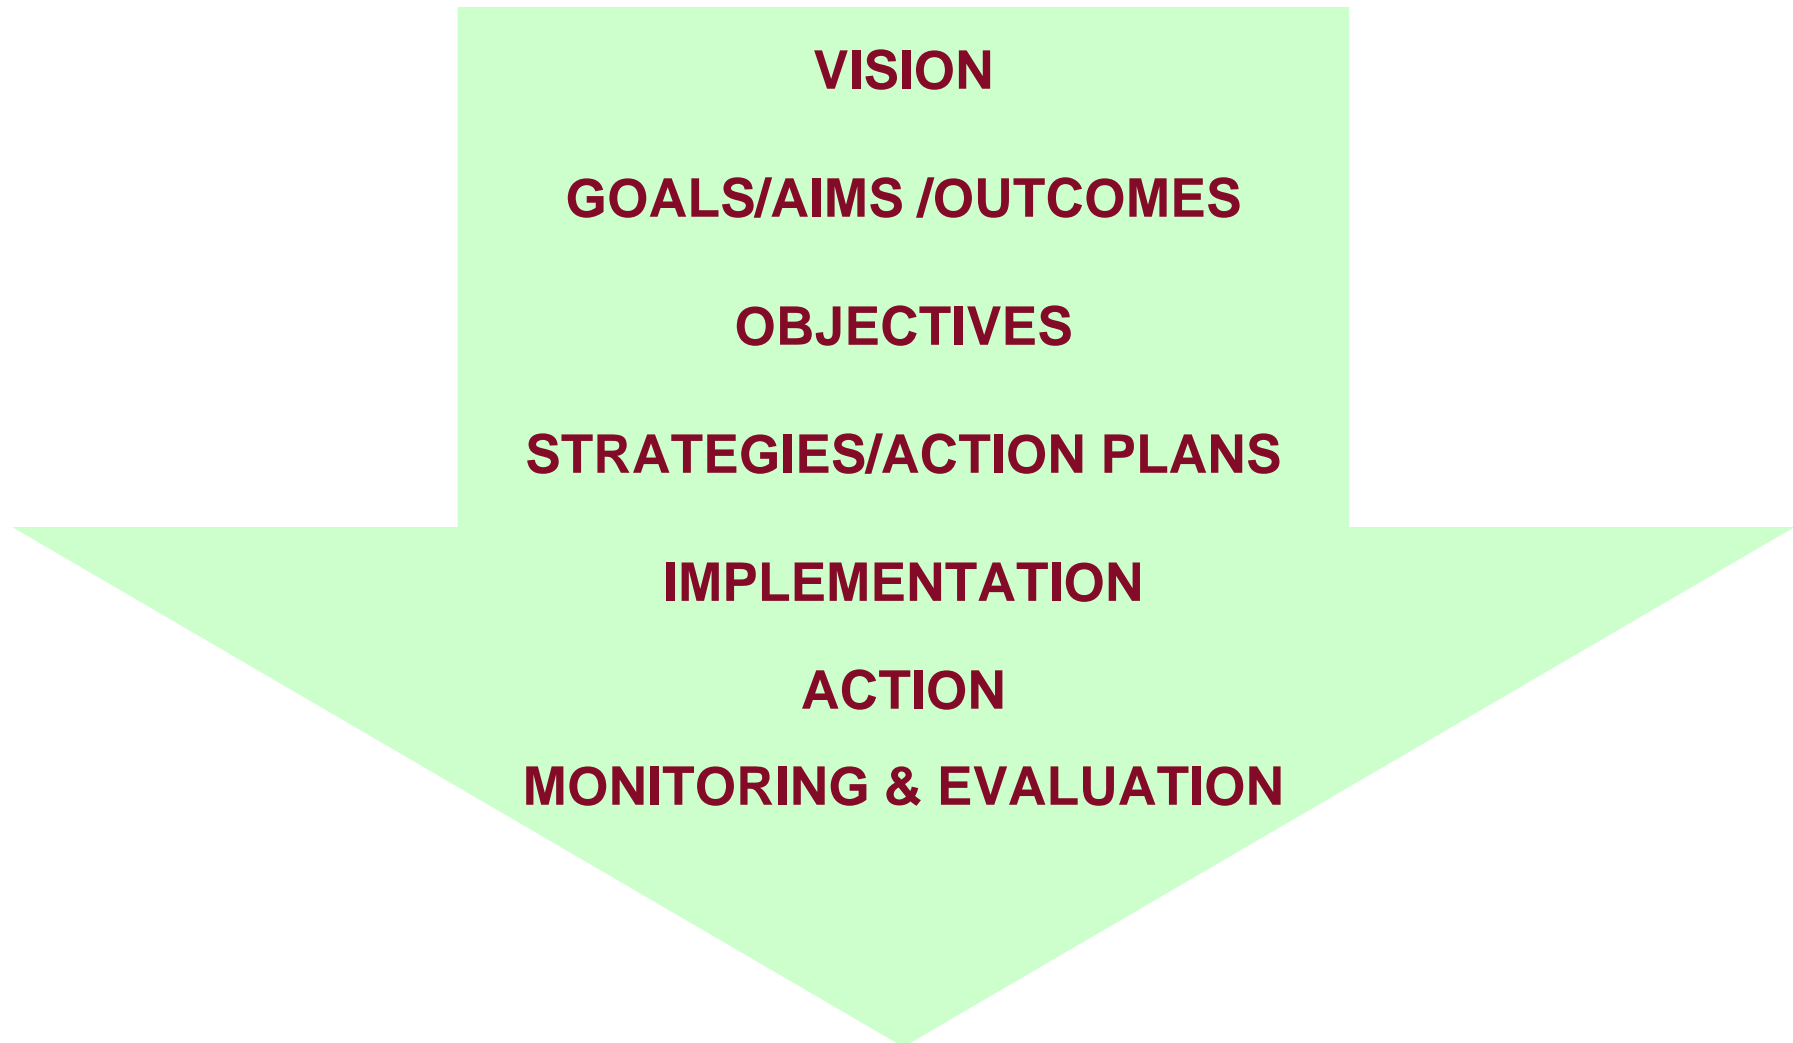 VISION
GOALS/AIMS /OUTCOMES
OBJECTIVES
STRATEGIES/ACTION PLANS
IMPLEMENTATION
ACTION
MONITORING & EVALUATION